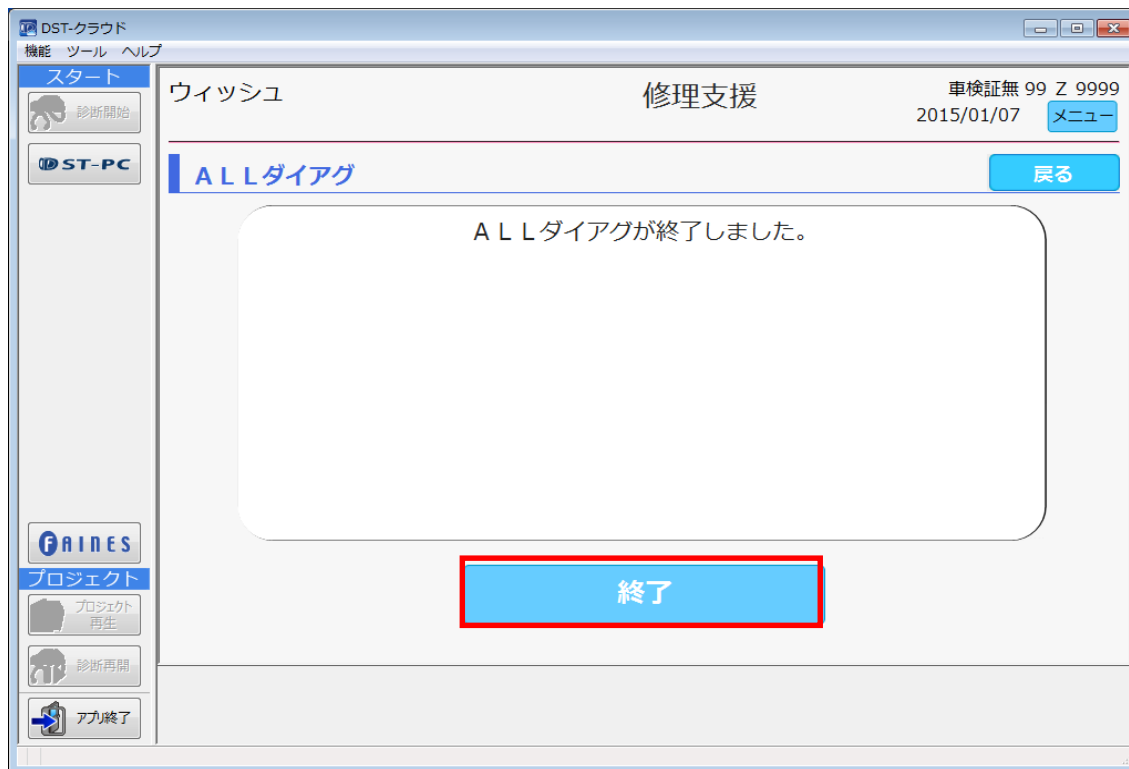 DST-クラウド
機能 ツール ヘルプ
スタート
診断開始
DST-PC
ウィッシュ
修理支援
車検証無 99 Z 9999
2015/01/07
メニュー
ＡＬＬダイアグ
戻る
ＡＬＬダイアグが終了しました。
終了
FAINES
プロジェクト
プロジェクト
再生
診断再開
アプリ終了